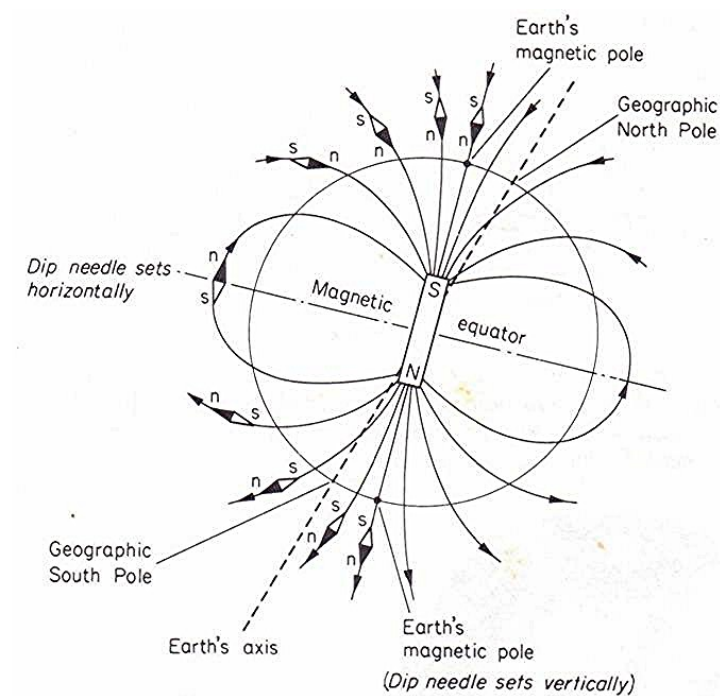 Earth's
magnetic pole
Geographic
North Pole
s
s
s
n
n
n
s
n
s
n
Dip needle sets
horizontally
n
s
Magnetic
equator
S
N
n
s
s
n
s
n
s
n
Geographic
South Pole
Earth's axis
Earth's
magnetic pole
(Dip needle sets vertically)